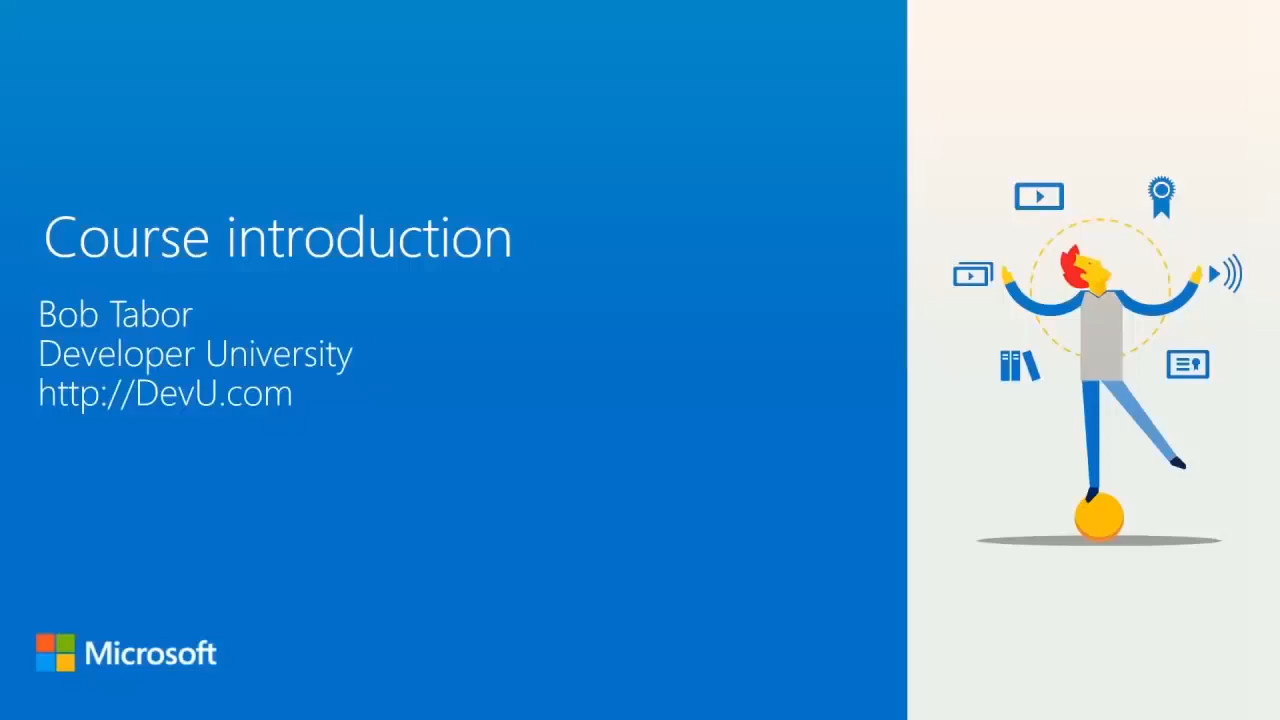 Course introduction
Bob Tabor
Developer University
http://DevU.com
Microsoft